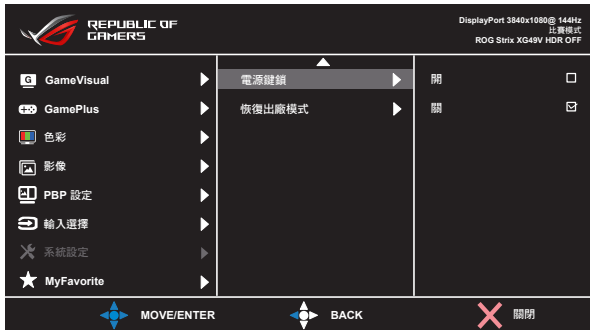 REPUBLIC OF
GAMERS
DisplayPort 3840x1080@ 144Hz
比賽模式
ROG Strix XG49V HDR OFF
G GameVisual
GamePlus
色彩
影像
PBP 設定
輸入選擇
系統設定
MyFavorite
電源鍵鎖
恢復出廠模式
開
關
MOVE/ENTER
BACK
關閉